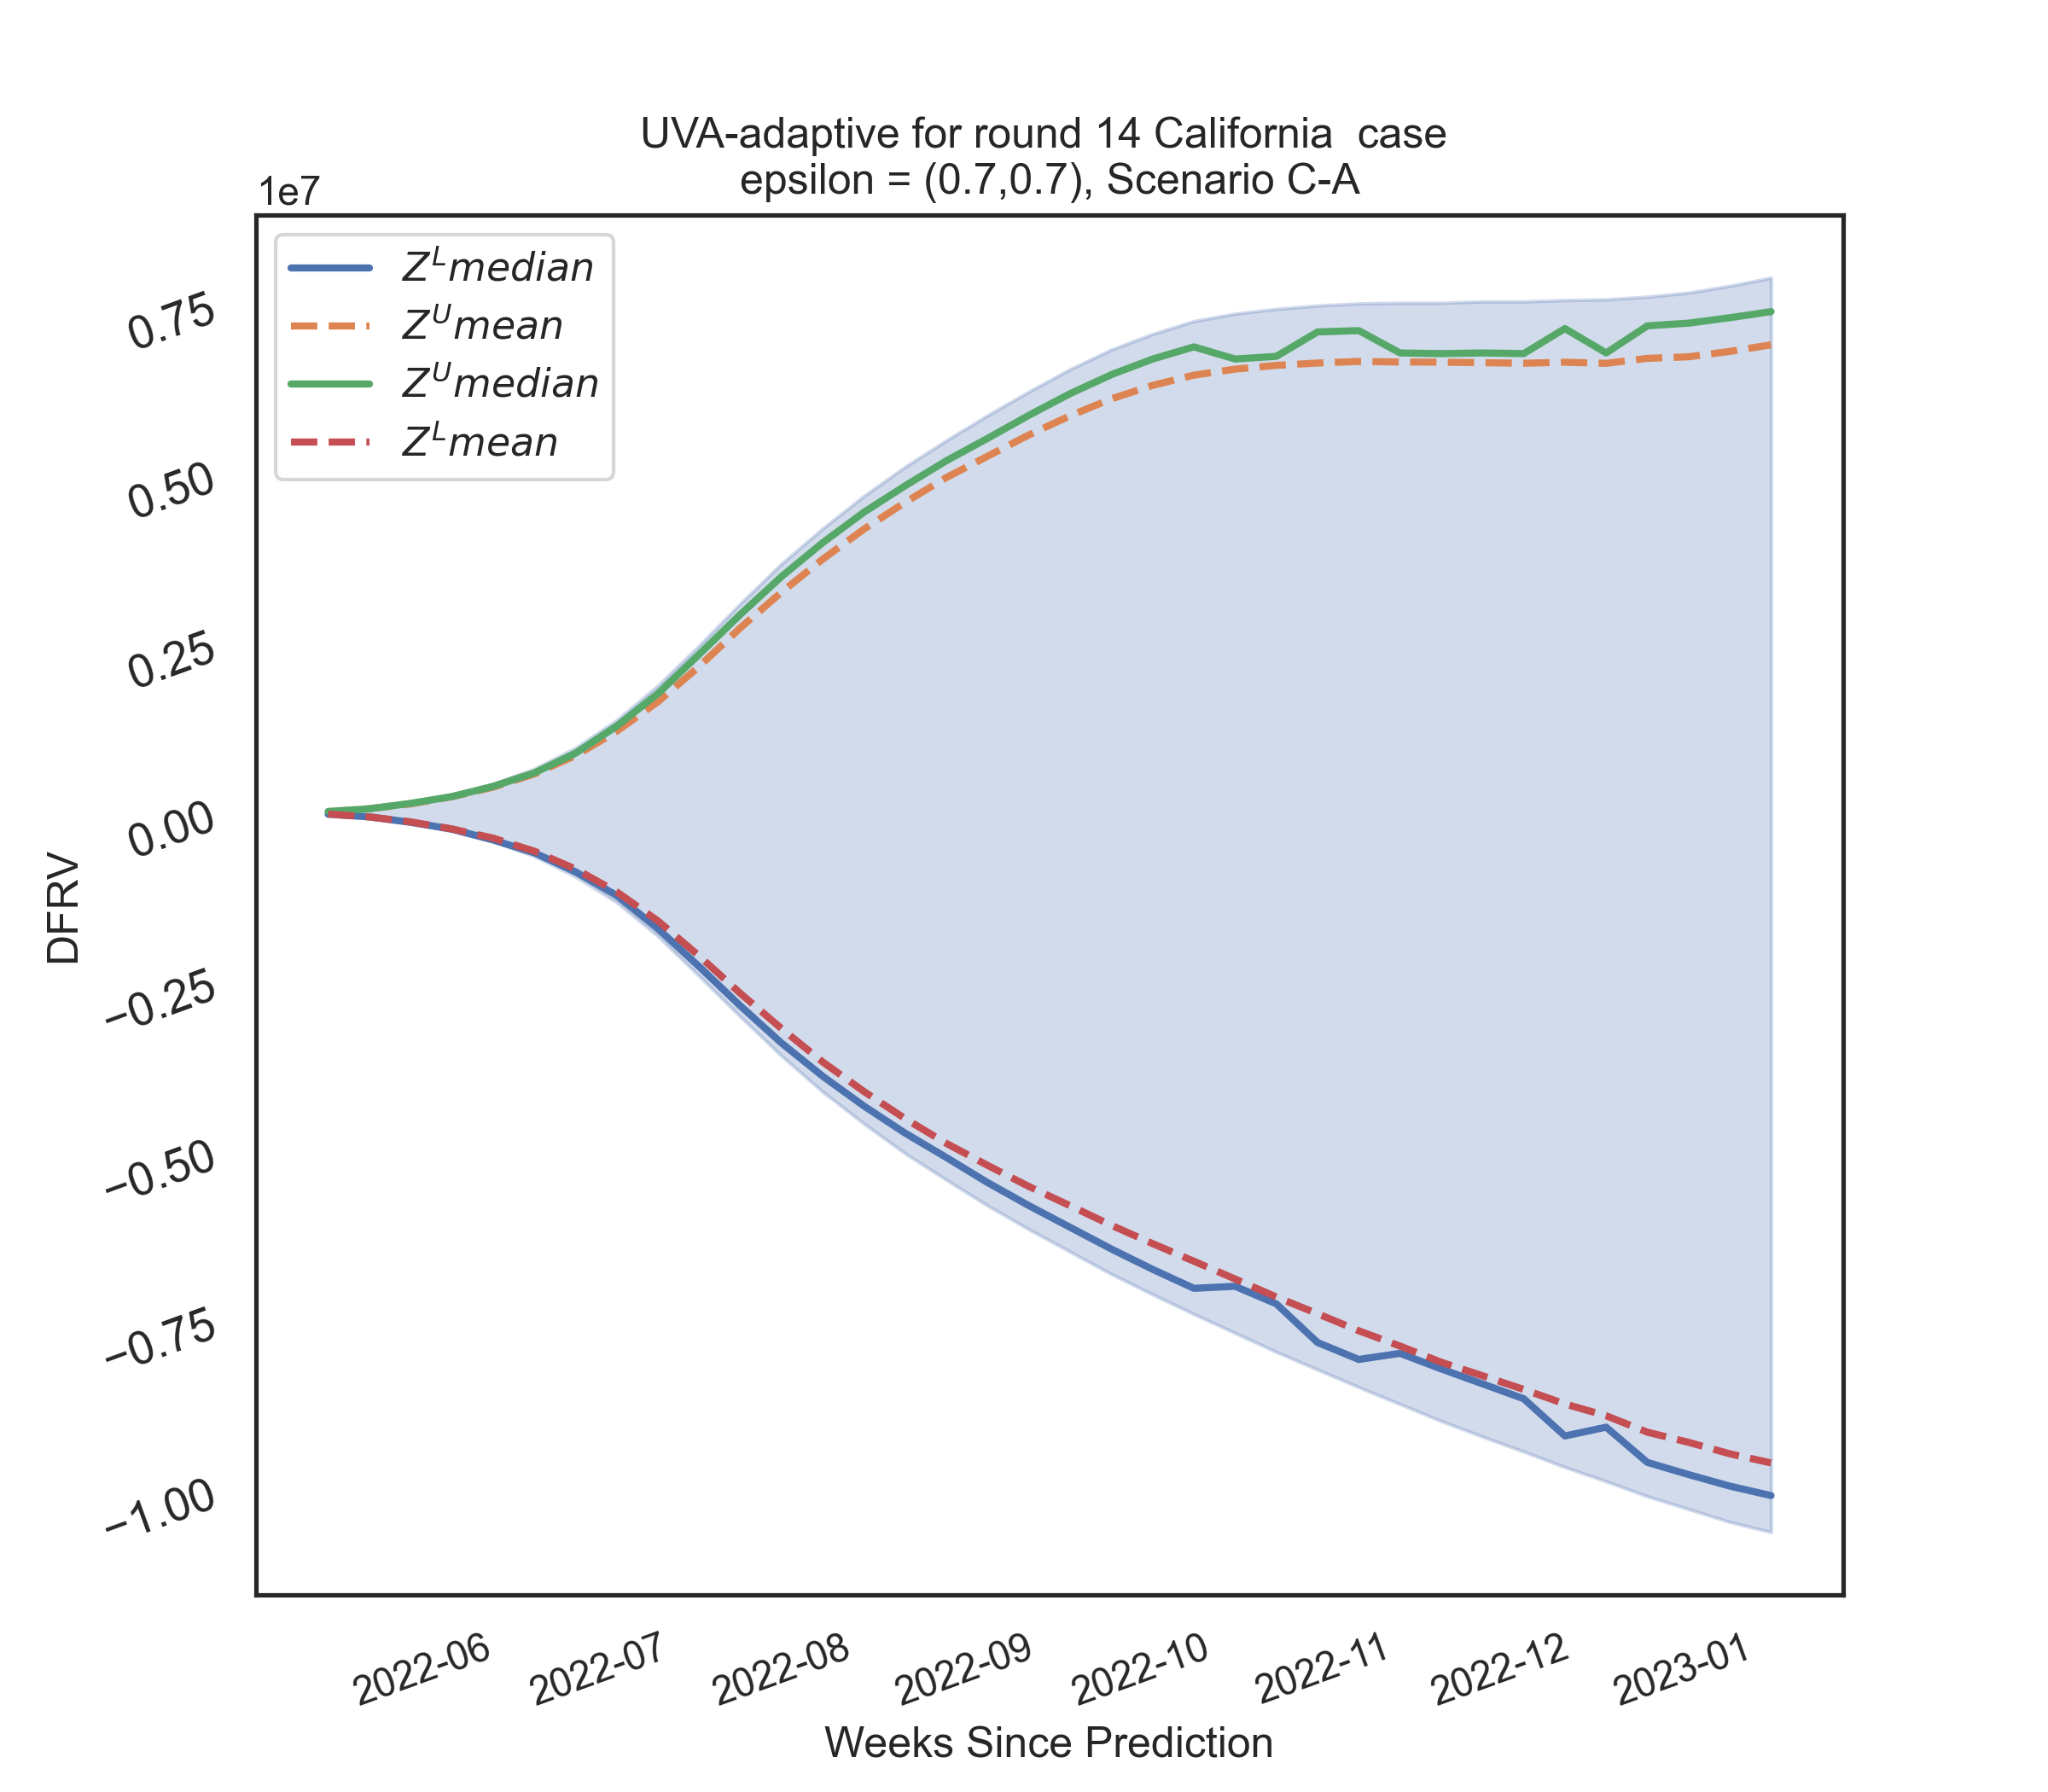 UVA-adaptive for round 14 California  case
epsilon = (0.7,0.7), Scenario C-A
1e7
Z^L median
Z^U mean
Z^U median
Z^L mean
0.75
0.50
0.25
0.00
−0.25
−0.50
−0.75
−1.00
DFRV
2022-06
2022-07
2022-08
2022-09
2022-10
2022-11
2022-12
2023-01
Weeks Since Prediction